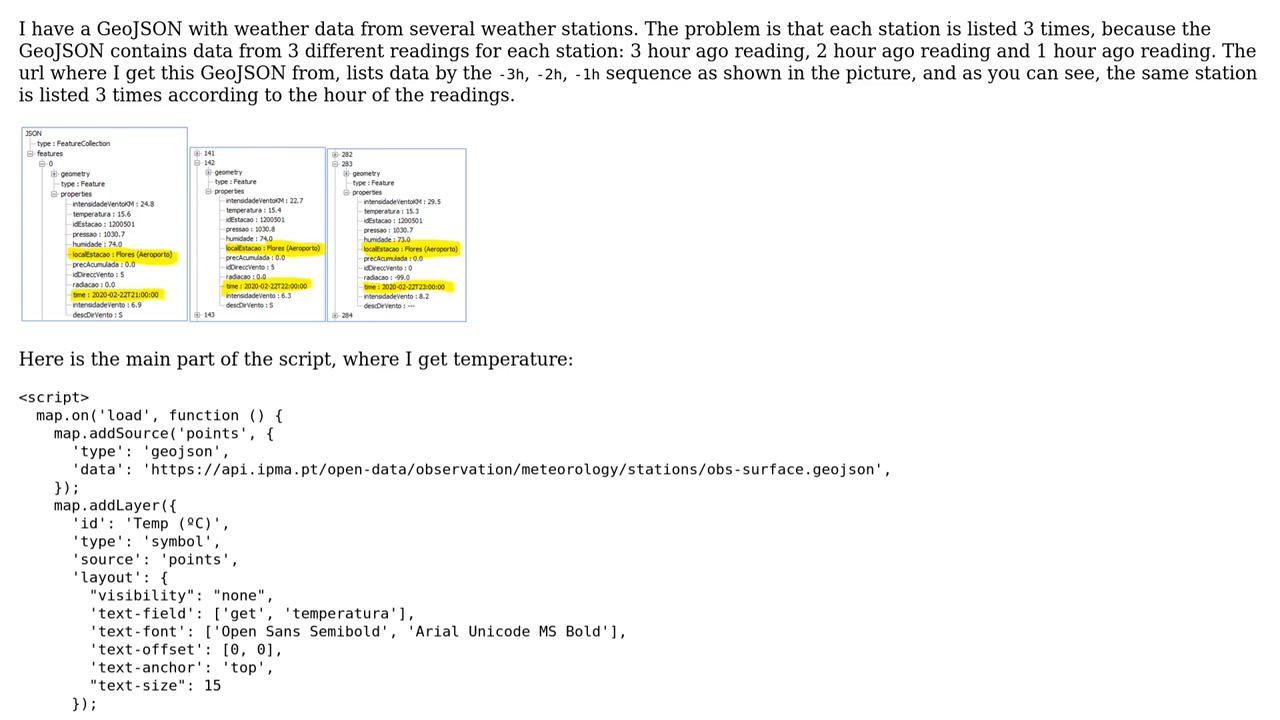 I have a GeoJSON with weather data from several weather stations. The problem is that each station is listed 3 times, because the
GeoJSON contains data from 3 different readings for each station: 3 hour ago reading, 2 hour ago reading and 1 hour ago reading. The
url where I get this GeoJSON from, lists data by the -3h, -2h, -1h sequence as shown in the picture, and as you can see, the same station
is listed 3 times according to the hour of the readings.
JSON
type : FeatureCollection
features
0
geometry
type : Feature
properties
intensidadeVentoKM : 24.8
temperatura : 15.6
idEstacao : 1200501
pressao : 1030.7
humidade : 74.0
localEstacao : Flores (Aeroporto)
precAcumulada : 0.0
idDireccVento : 5
radiacao : 0.0
time : 2020-02-22T21:00:00
intensidadeVento : 6.9
descDirVento : S
141
142
geometry
type : Feature
properties
intensidadeVentoKM : 22.7
temperatura : 15.4
idEstacao : 1200501
pressao : 1030.8
humidade : 74.0
localEstacao : Flores (Aeroporto)
precAcumulada : 0.0
idDireccVento : 5
radiacao : 0.0
time : 2020-02-22T22:00:00
intensidadeVento : 6.3
descDirVento : S
143
282
283
geometry
type : Feature
properties
intensidadeVentoKM : 29.5
temperatura : 15.3
idEstacao : 1200501
pressao : 1030.7
humidade : 73.0
localEstacao : Flores (Aeroporto)
precAcumulada : 0.0
idDireccVento : 0
radiacao : -99.0
time : 2020-02-22T23:00:00
intensidadeVento : 8.2
descDirVento : ---
284
Here is the main part of the script, where I get temperature:
<script>
  map.on('load', function () {
    map.addSource('points', {
      'type': 'geojson',
      'data': 'https://api.ipma.pt/open-data/observation/meteorology/stations/obs-surface.geojson',
    });
    map.addLayer({
      'id': 'Temp (ºC)',
      'type': 'symbol',
      'source': 'points',
      'layout': {
        "visibility": "none",
        'text-field': ['get', 'temperatura'],
        'text-font': ['Open Sans Semibold', 'Arial Unicode MS Bold'],
        'text-offset': [0, 0],
        'text-anchor': 'top',
        "text-size": 15
      });